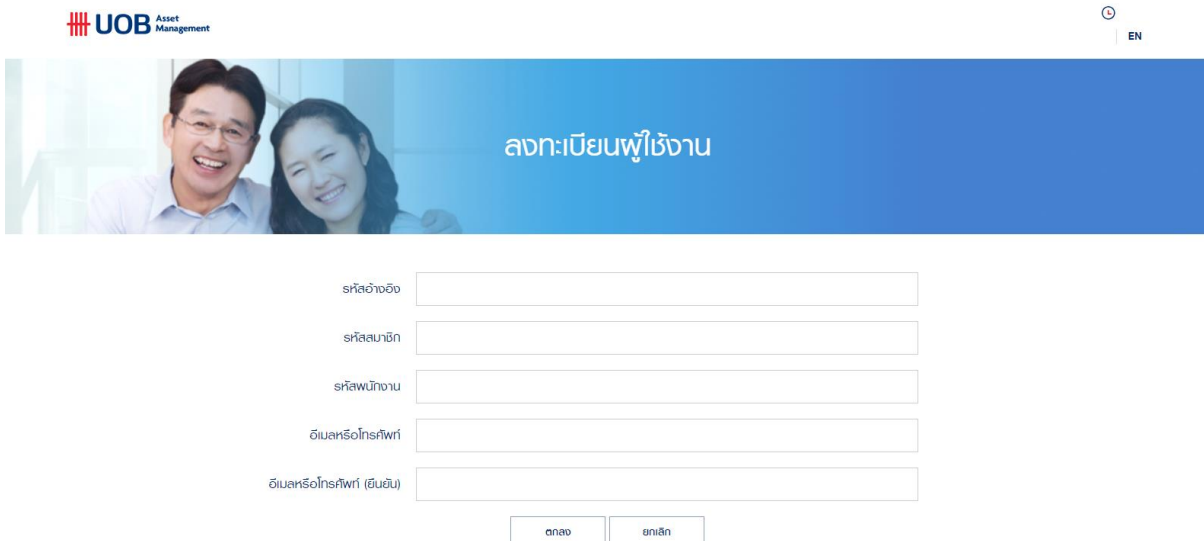 UOB Asset Management
EN
ลงทะเบียนผู้ใช้งาน
รหัสอ้างอิง
รหัสสมาชิก
รหัสพนักงาน
อีเมลหรือโทรศัพท์
อีเมลหรือโทรศัพท์ (ยืนยัน)
ตกลง ยกเลิก